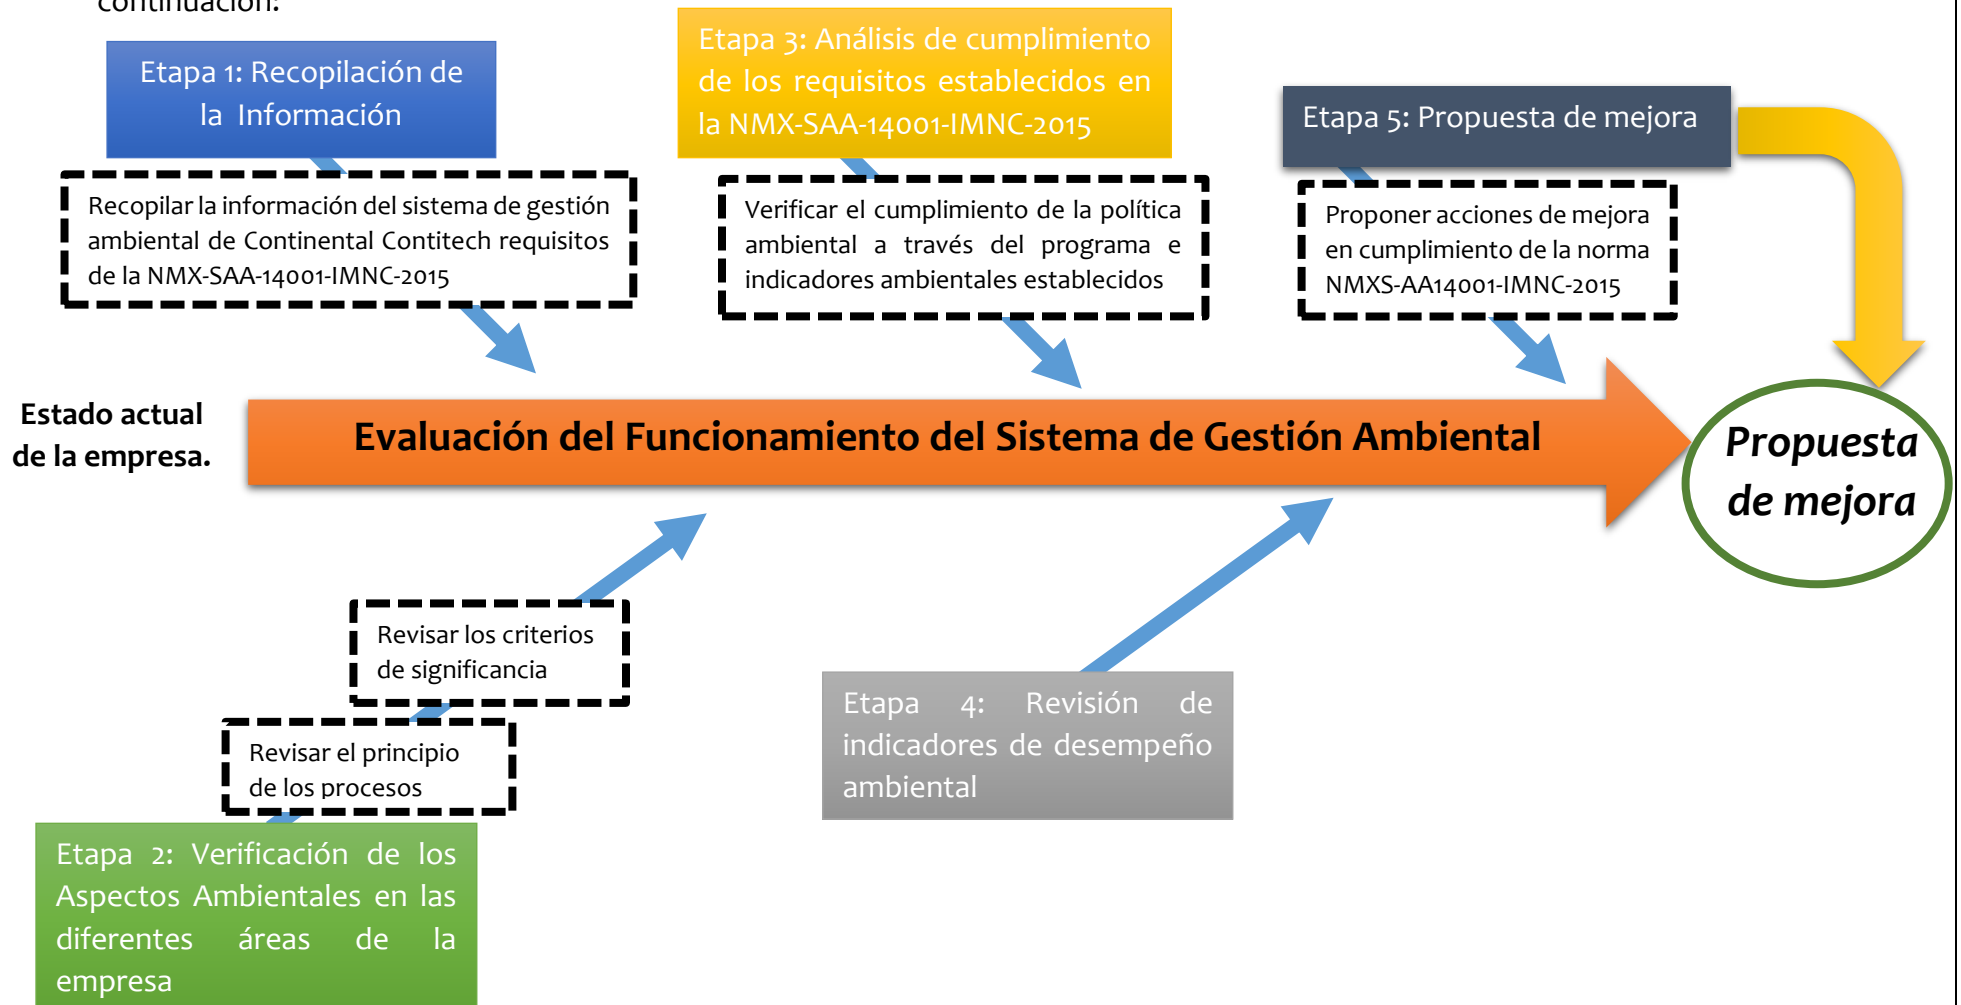 continuación:
Etapa 1: Recopilación de
la Información
Recopilar la información del sistema de gestión
ambiental de Continental Contitech requisitos
de la NMX-SAA-14001-IMNC-2015
Etapa 3: Análisis de cumplimiento
de los requisitos establecidos en
la NMX-SAA-14001-IMNC-2015
Verificar el cumplimiento de la política
ambiental a través del programa e
indicadores ambientales establecidos
Etapa 5: Propuesta de mejora
Proponer acciones de mejora
en cumplimiento de la norma
NMXS-AA14001-IMNC-2015
Estado actual
de la empresa.
Evaluación del Funcionamiento del Sistema de Gestión Ambiental
Propuesta
de mejora
Revisar los criterios
de significancia
Revisar el principio
de los procesos
Etapa 2: Verificación de los
Aspectos Ambientales en las
diferentes áreas de la
empresa
Etapa 4: Revisión de
indicadores de desempeño
ambiental